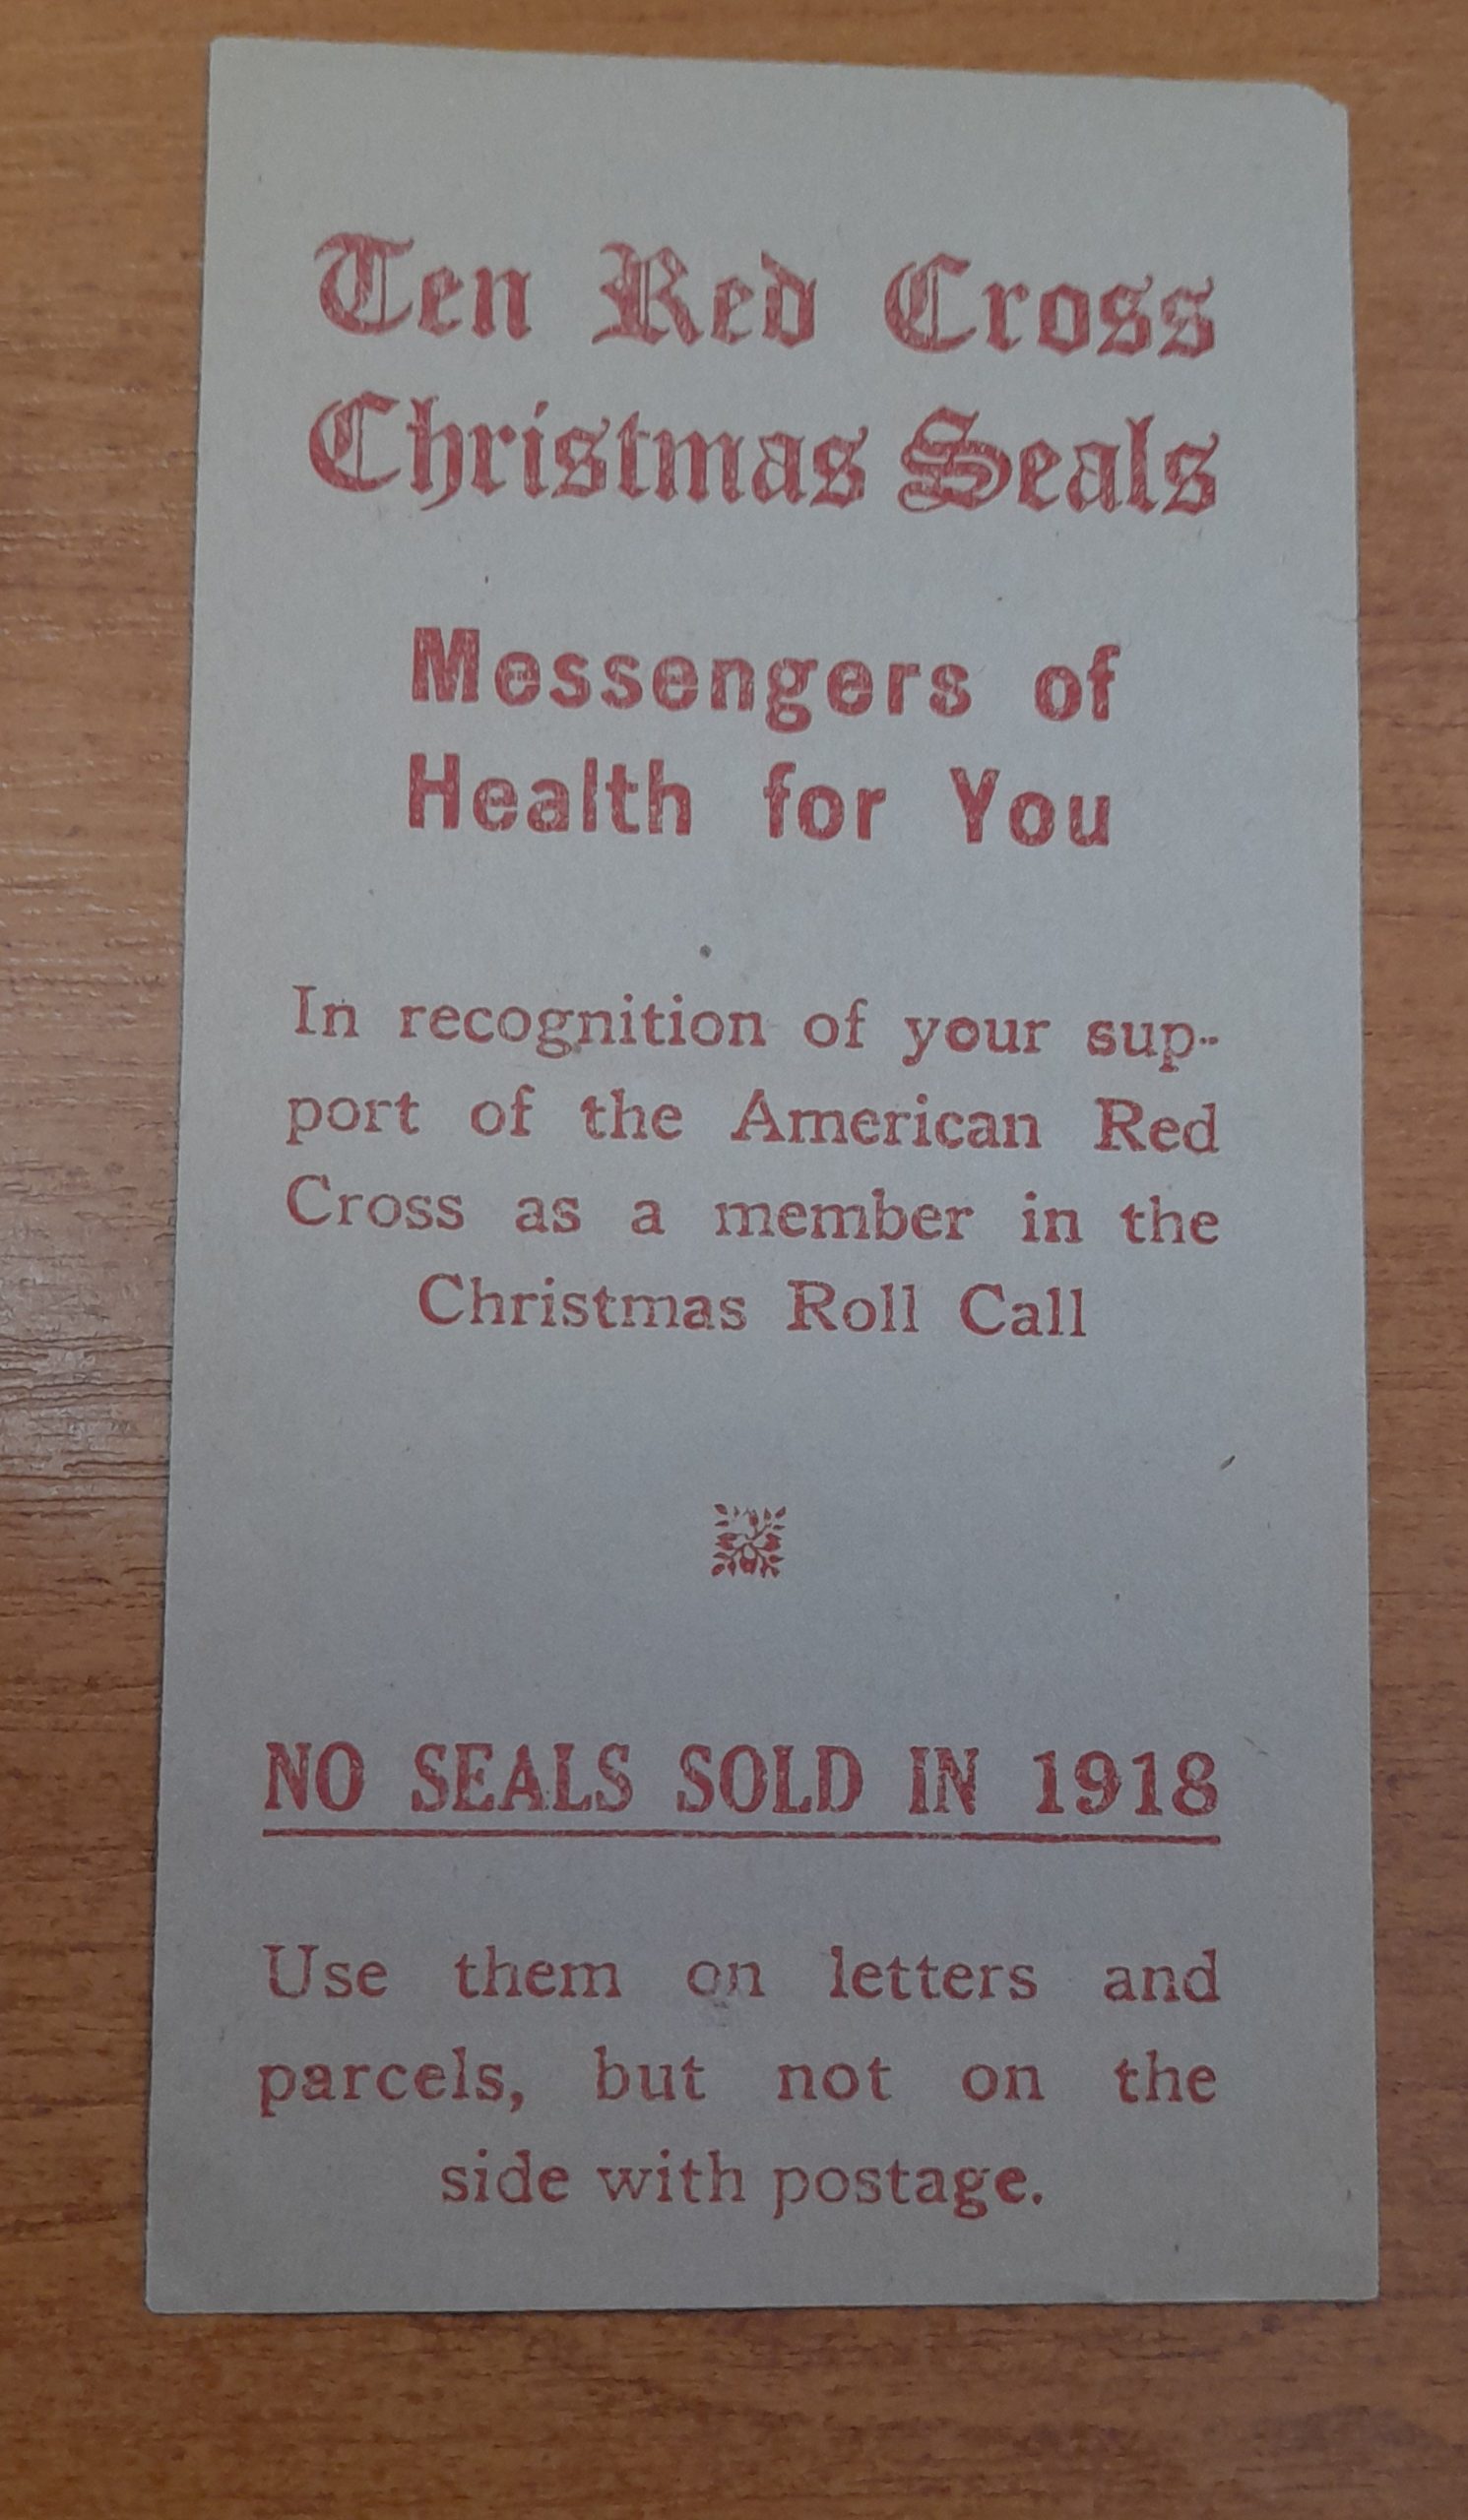 Ten Red Cross
Christmas Seals
Messengers of
Health for You
In recognition of your sup-
port of the American Red
Cross as a member in the
Christmas Roll Call
NO SEALS SOLD IN 1918
Use them on letters and
parcels, but not on the
side with postage.